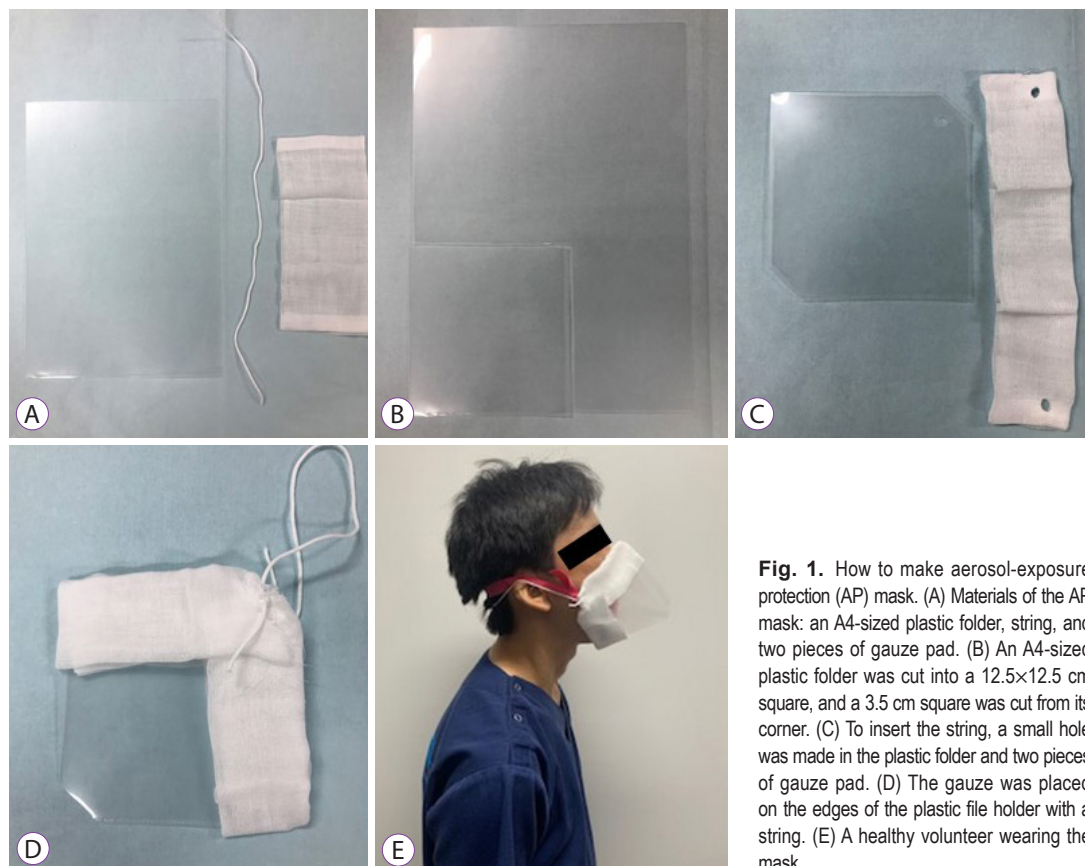 A
B
C
D
E
Fig. 1. How to make aerosol-exposure
protection (AP) mask. (A) Materials of the AP
mask: an A4-sized plastic folder, string, and
two pieces of gauze pad. (B) An A4-sized
plastic folder was cut into a 12.5×12.5 cm
square, and a 3.5 cm square was cut from its
corner. (C) To insert the string, a small hole
was made in the plastic folder and two pieces
of gauze pad. (D) The gauze was placed
on the edges of the plastic file holder with a
string. (E) A healthy volunteer wearing the
mask.